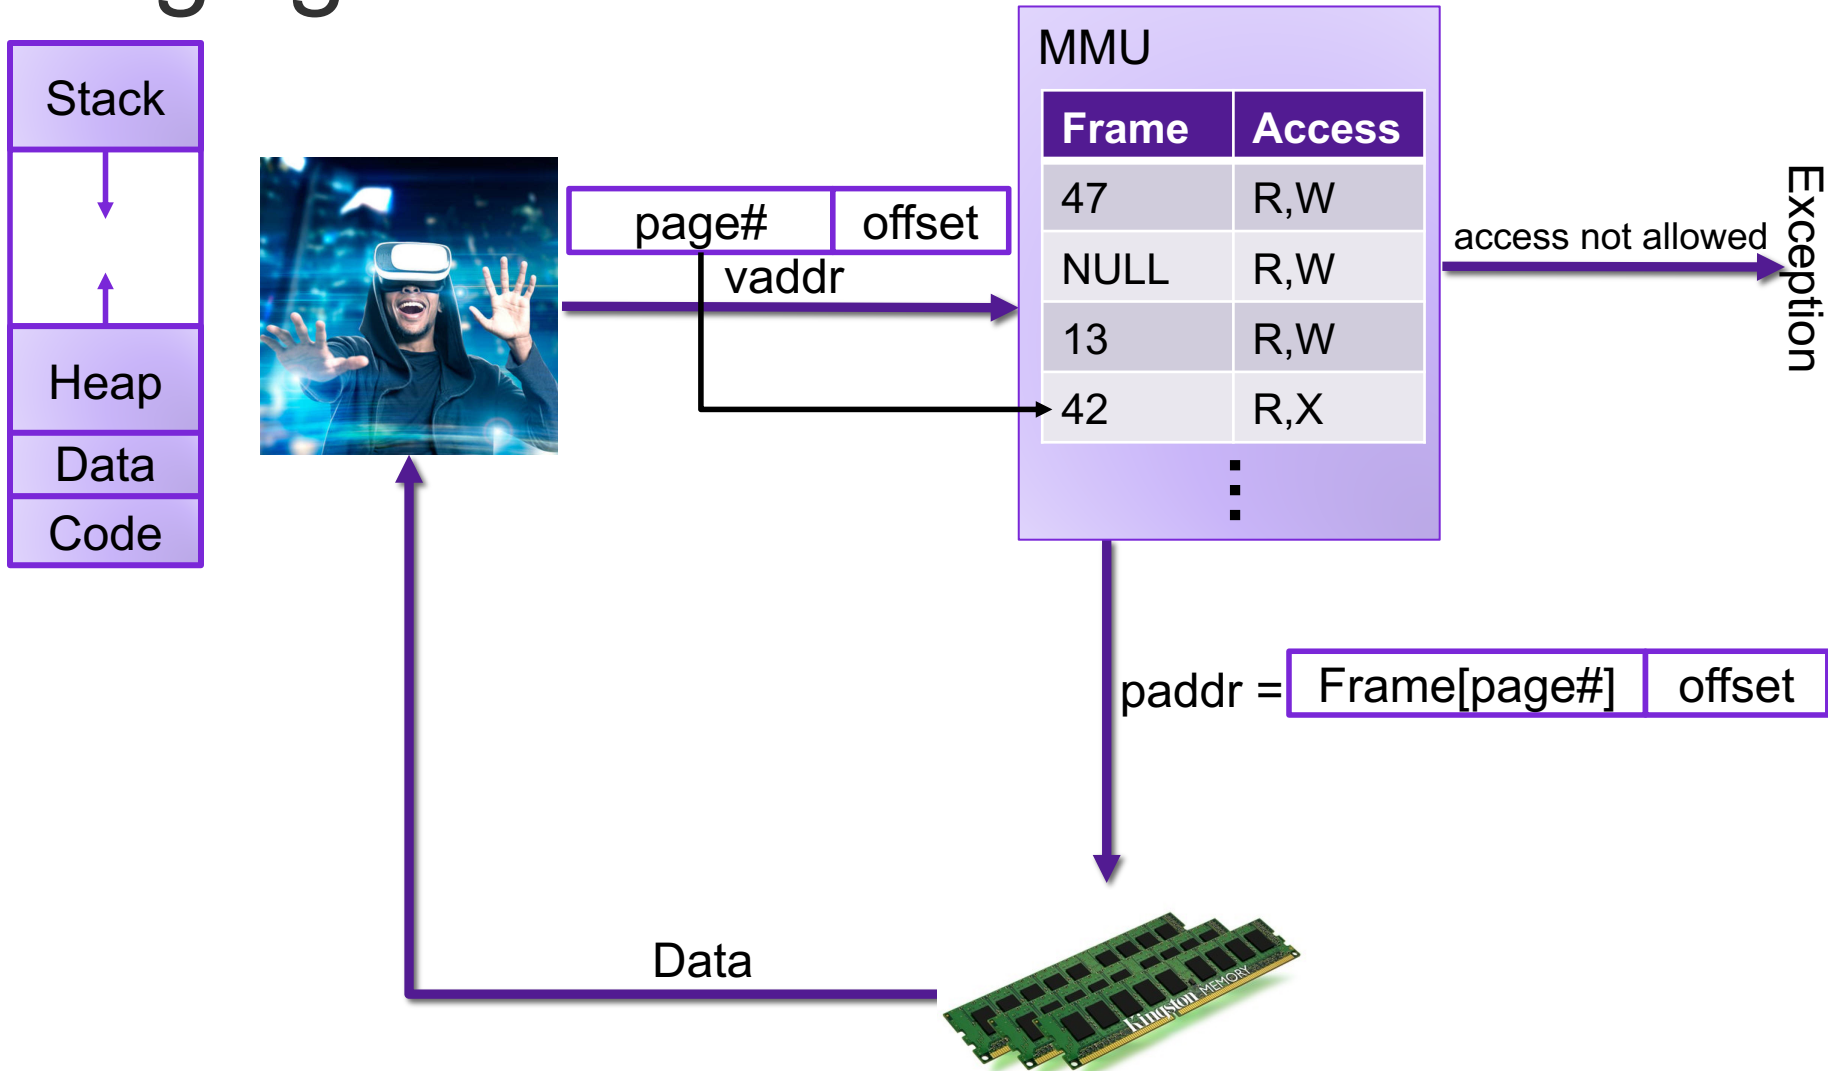 Stack
Heap
Data
Code
page# offset
vaddr
MMU
Frame Access
47 R,W
NULL R,W
13 R,W
42 R,X
access not allowed
Exception
paddr = Frame[page#] offset
Data
Kingston MEMORY